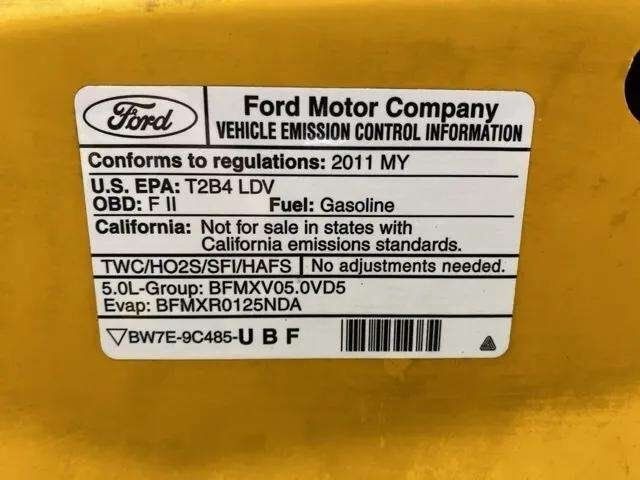 Ford
Ford Motor Company
VEHICLE EMISSION CONTROL INFORMATION
Conforms to regulations: 2011 MY
U.S. EPA: T2B4 LDV
OBD: F II Fuel: Gasoline
California: Not for sale in states with
California emissions standards.
TWC/HO2S/SFI/HAFS No adjustments needed.
5.0L-Group: BFMXV05.0VD5
Evap: BFMXR0125NDA
BW7E-9C485-U B F